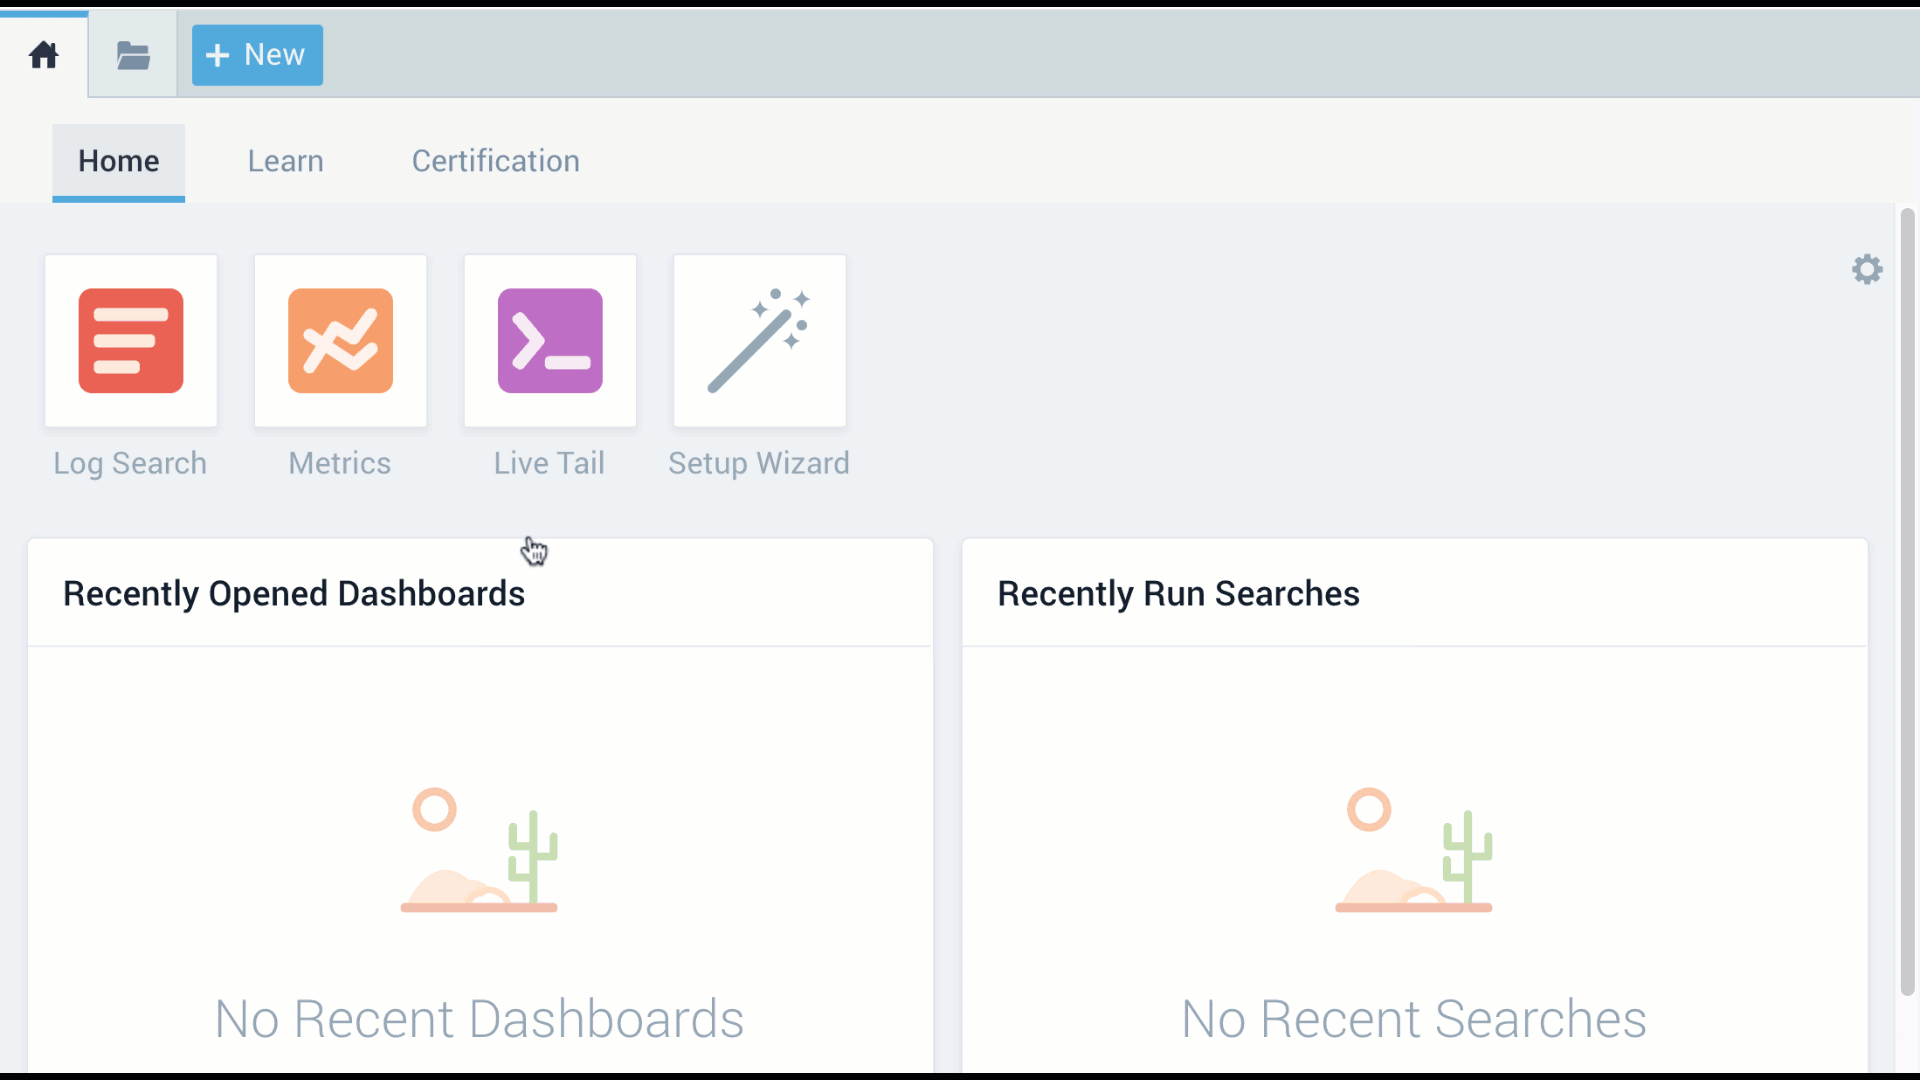 New
Home Learn Certification
Log Search Metrics Live Tail Setup Wizard
Recently Opened Dashboards
Recently Run Searches
No Recent Dashboards
No Recent Searches